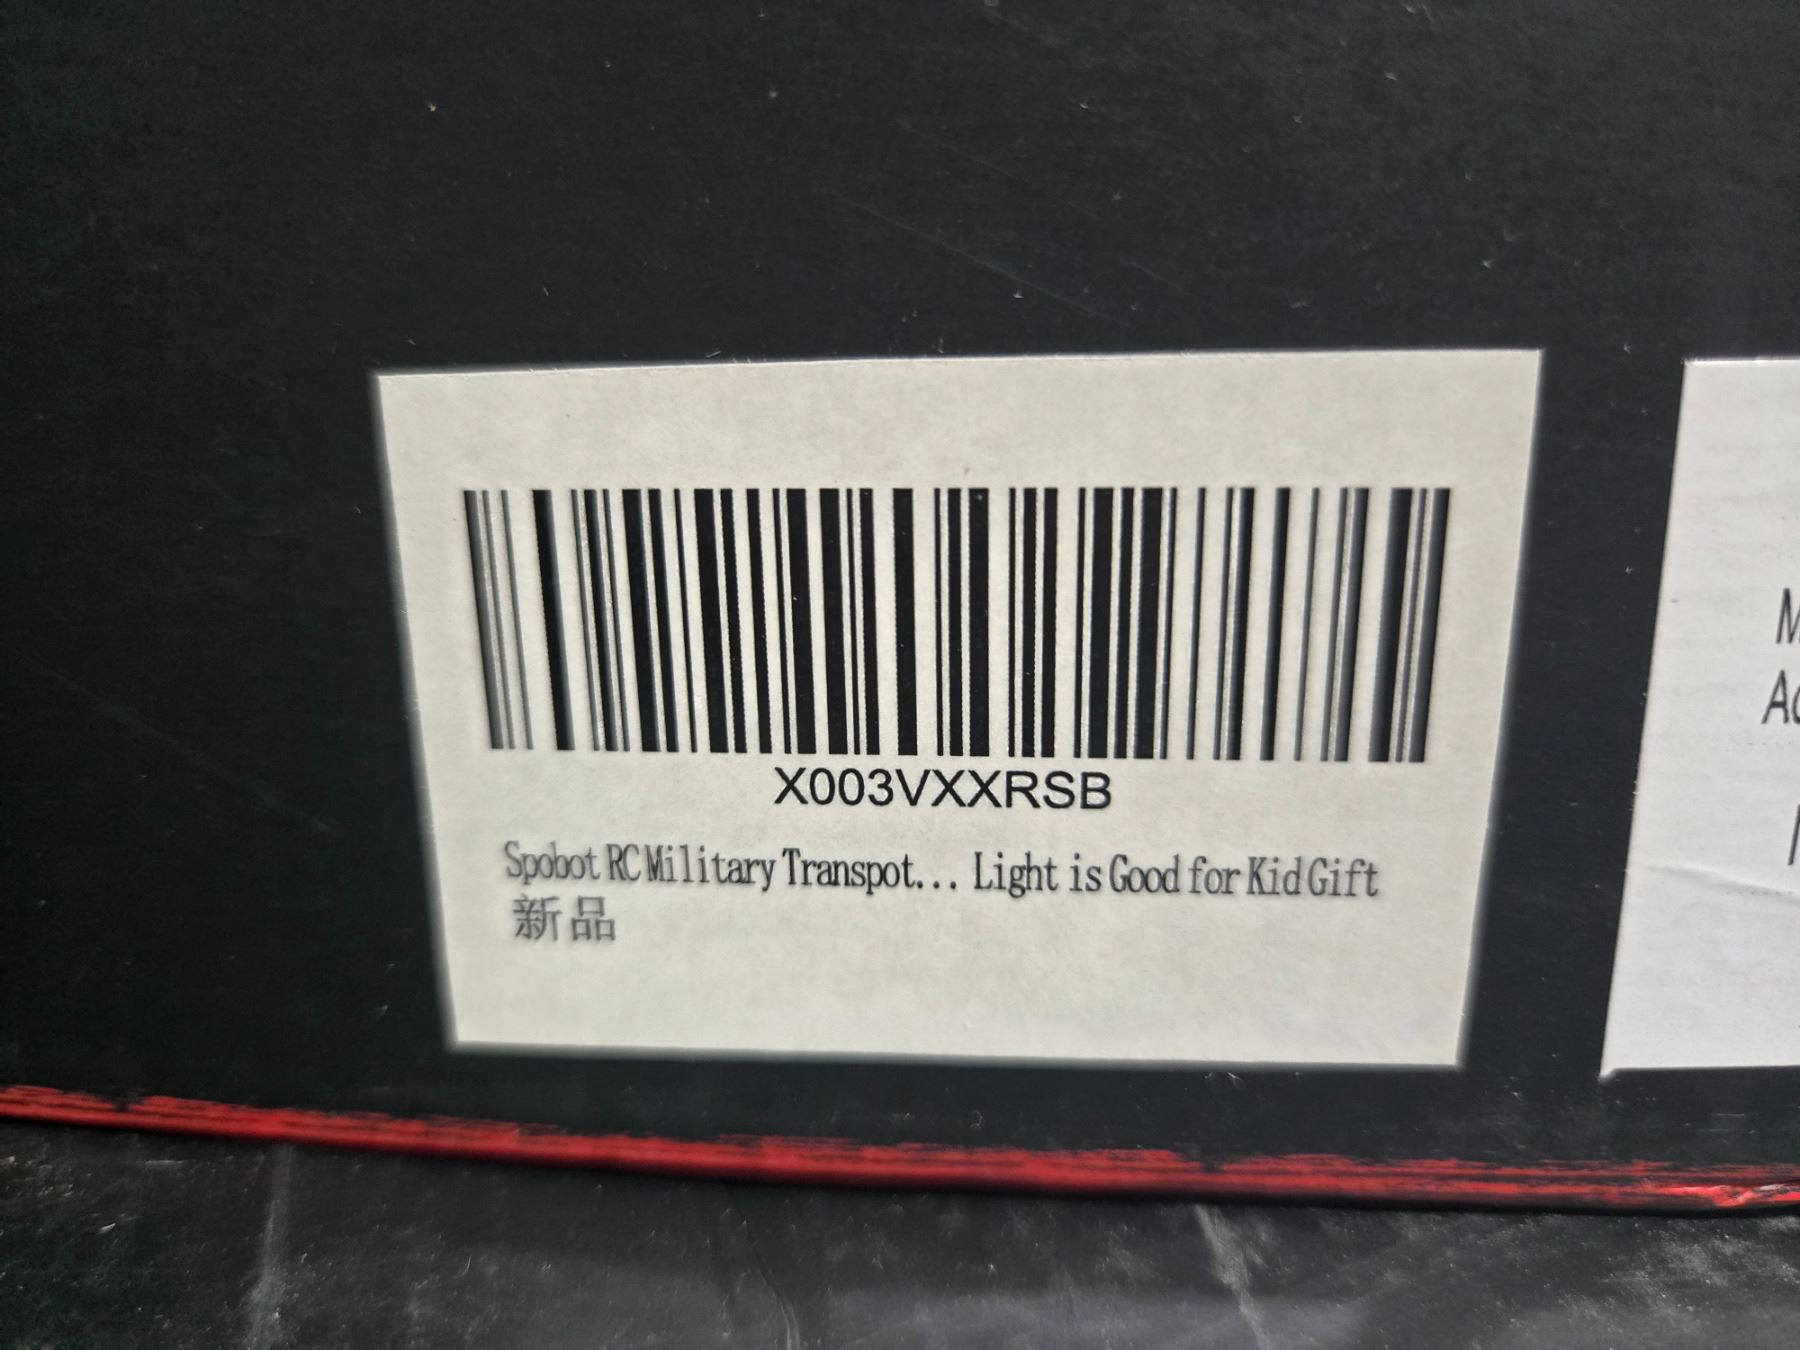 X003VXXRSB
Spobot RC Military Transpot... Light is Good for Kid Gift
新品